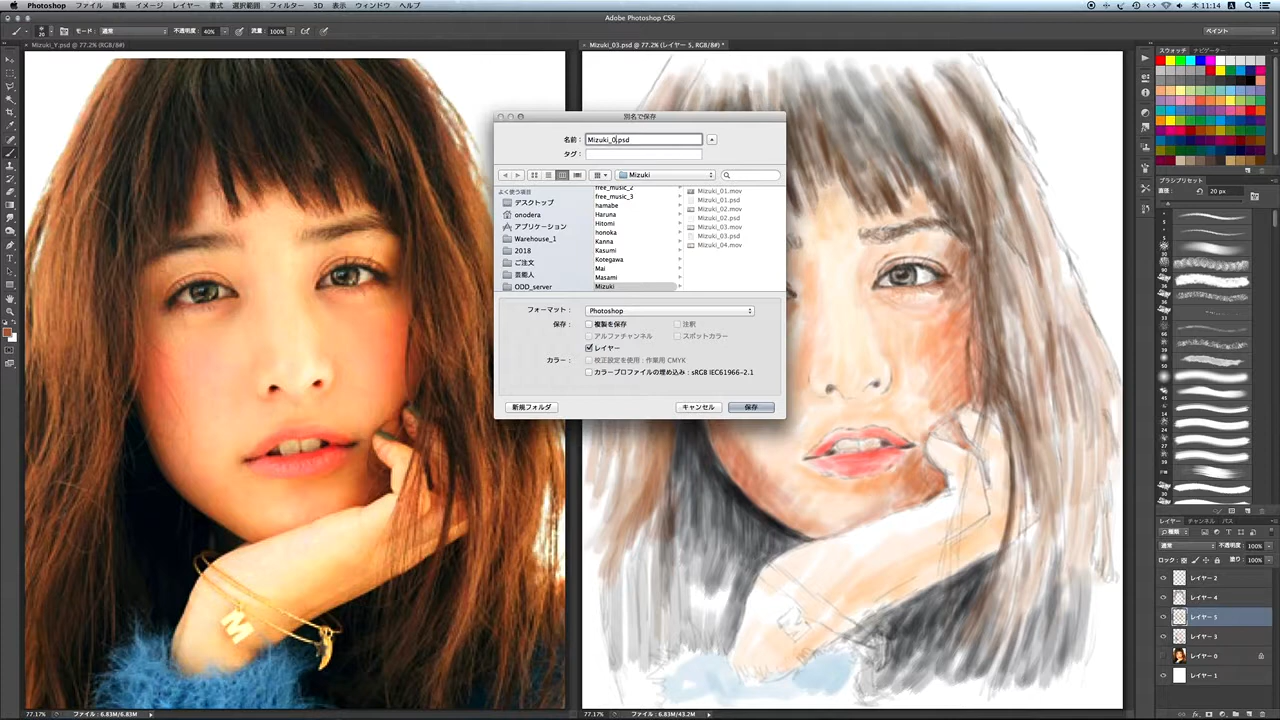 Photoshop ファイル 編集 イメージ レイヤー 書式 選択範囲 フィルター 3D 表示 ウィンドウ ヘルプ
木 11:14
Adobe Photoshop CS6
20
モード: 通常
不透明度: 40%
流量: 100%
ペイント
Mizuki_Y.psd @ 77.2% (RGB/8#)
Mizuki_03.psd @ 77.2% (レイヤー 5, RGB/8#) *
スウォッチ ナビゲーター
別名で保存
名前: Mizuki_0.psd
タグ:
Mizuki
よく使う項目
デスクトップ
onodera
アプリケーション
Warehouse_1
2018
ご注文
芸能人
ODD_server
free_music_2
free_music_3
hamabe
Haruna
Hitomi
honoka
Kanna
Kasumi
Kotegawa
Mai
Masami
Mizuki
Mizuki_01.mov
Mizuki_01.psd
Mizuki_02.mov
Mizuki_02.psd
Mizuki_03.mov
Mizuki_03.psd
Mizuki_04.mov
フォーマット: Photoshop
保存: 複製を保存 注釈
アルファチャンネル スポットカラー
レイヤー
カラー: 校正設定を使用: 作業用 CMYK
カラープロファイルの埋め込み: sRGB IEC61966-2.1
新規フォルダ キャンセル 保存
ブラシプリセット
直径: 20 px
レイヤー チャンネル パス
種類
通常 不透明度: 100%
ロック: 塗り: 100%
レイヤー 2
レイヤー 4
レイヤー 5
レイヤー 3
レイヤー 0
レイヤー 1
M
77.17% ファイル: 6.83M/6.83M
77.17% ファイル: 6.83M/43.2M